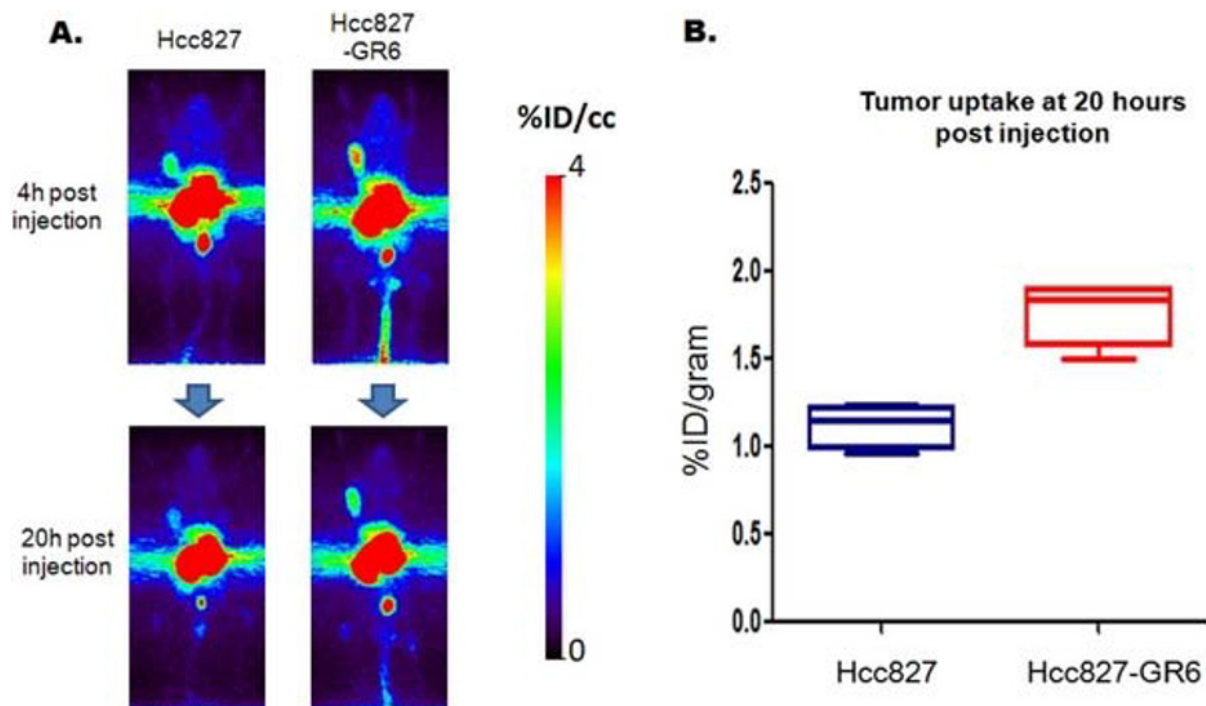 A.
Hcc827
Hcc827
-GR6
%ID/cc
4
0
4h post
injection
20h post
injection
B.
Tumor uptake at 20 hours
post injection
%ID/gram
2.5
2.0
1.5
1.0
0.5
0.0
Hcc827
Hcc827-GR6